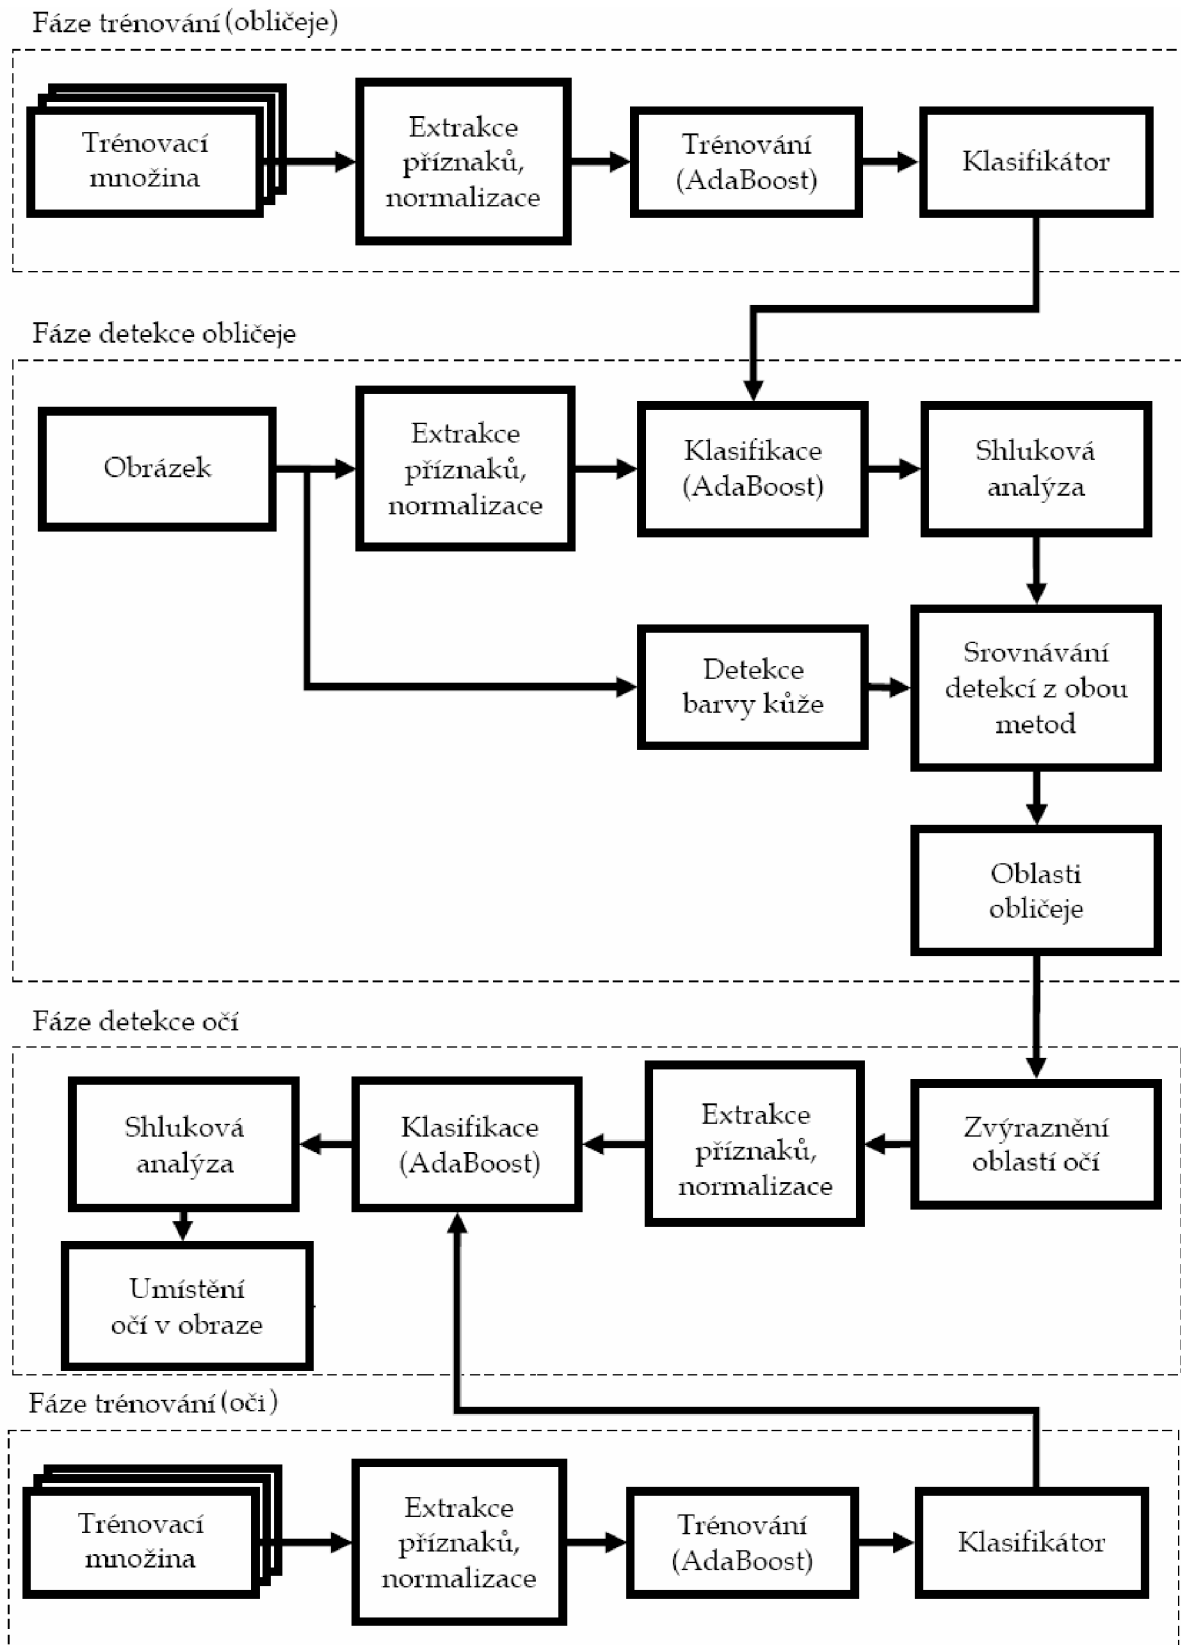 Fáze trénování (obličeje)
Trénovací
množina
Extrakce
příznaků,
normalizace
Trénování
(AdaBoost)
Klasifikátor
Fáze detekce obličeje
Obrázek
Extrakce
příznaků,
normalizace
Klasifikace
(AdaBoost)
Shluková
analýza
Detekce
barvy kůže
Srovnávání
detekcí z obou
metod
Oblasti
obličeje
Fáze detekce očí
Shluková
analýza
Klasifikace
(AdaBoost)
Extrakce
příznaků,
normalizace
Zvýraznění
oblastí očí
Umístění
očí v obraze
Fáze trénování (oči)
Trénovací
množina
Extrakce
příznaků,
normalizace
Trénování
(AdaBoost)
Klasifikátor